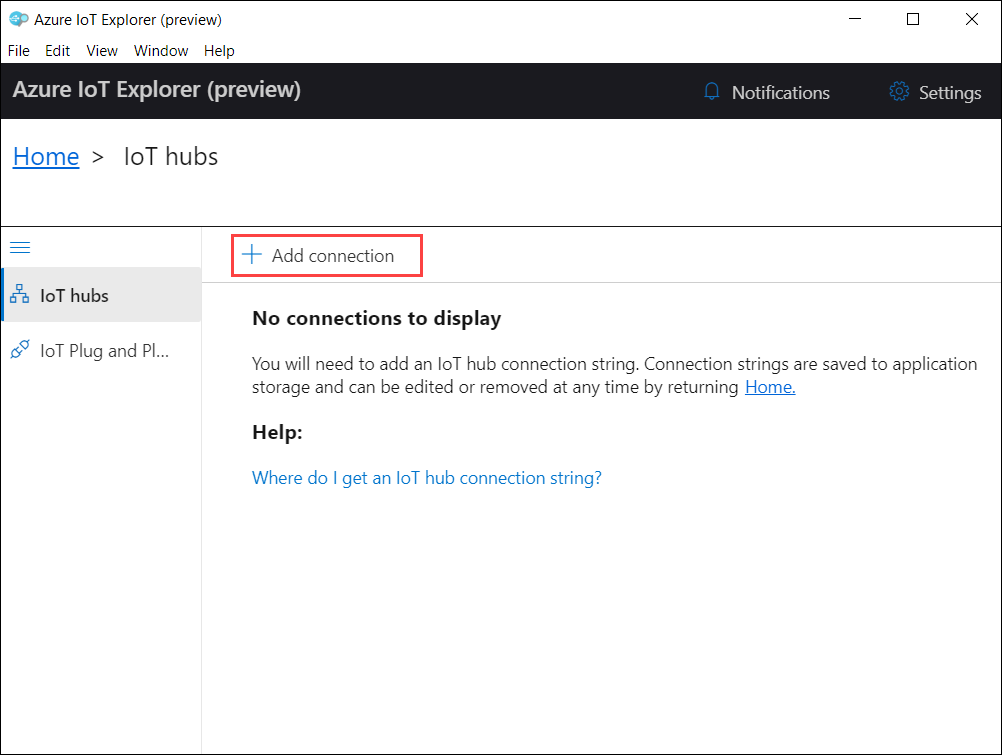 Azure IoT Explorer (preview)
File Edit View Window Help
Azure IoT Explorer (preview) Notifications Settings
Home > IoT hubs
Add connection
IoT hubs
IoT Plug and Pl...
No connections to display
You will need to add an IoT hub connection string. Connection strings are saved to application
storage and can be edited or removed at any time by returning Home.
Help:
Where do I get an IoT hub connection string?